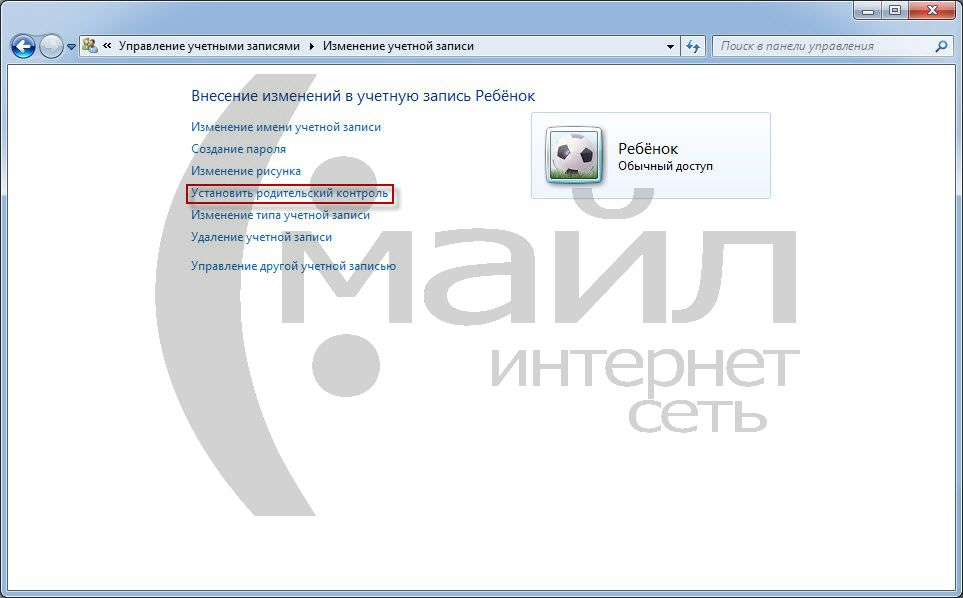 « Управление учетными записями Изменение учетной записи
Поиск в панели управления
Внесение изменений в учетную запись Ребёнок
Изменение имени учетной записи
Создание пароля
Изменение рисунка
Установить родительский контроль
Изменение типа учетной записи
Удаление учетной записи
Управление другой учетной записью
Ребёнок
Обычный доступ
смайл
интернет
сеть